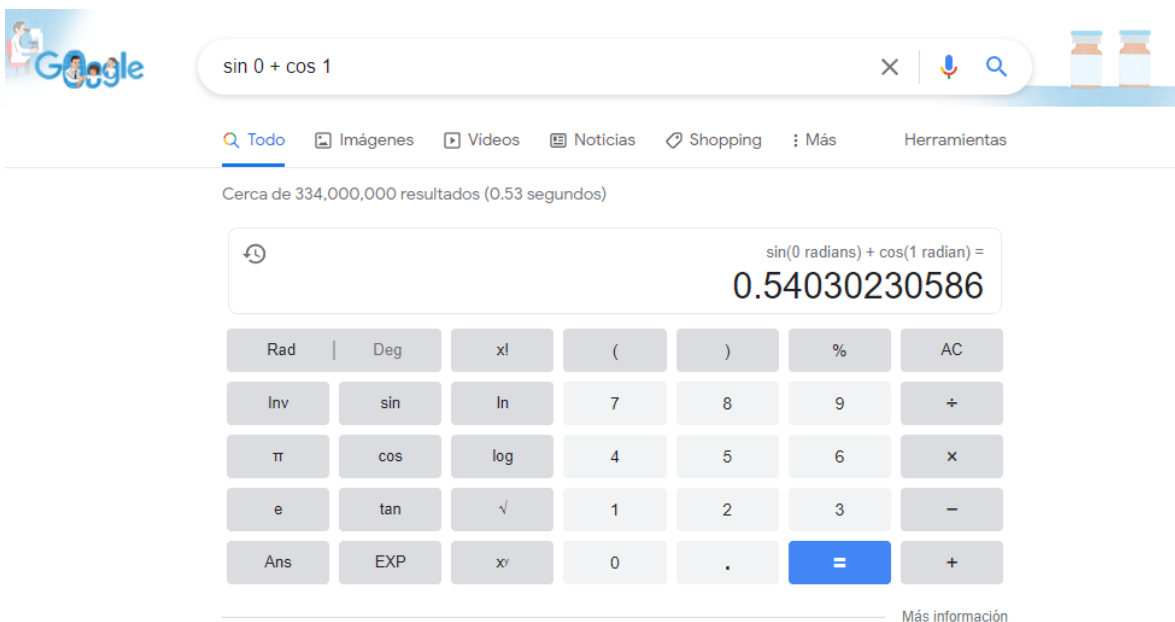 Google
sin 0 + cos 1
Todo Imágenes Videos Noticias Shopping Más Herramientas
Cerca de 334,000,000 resultados (0.53 segundos)
sin(0 radians) + cos(1 radian) =
0.54030230586
Rad | Deg x! ( ) % AC
Inv sin ln 7 8 9 ÷
π cos log 4 5 6 ×
e tan √ 1 2 3 −
Ans EXP xʸ 0 . = +
Más información